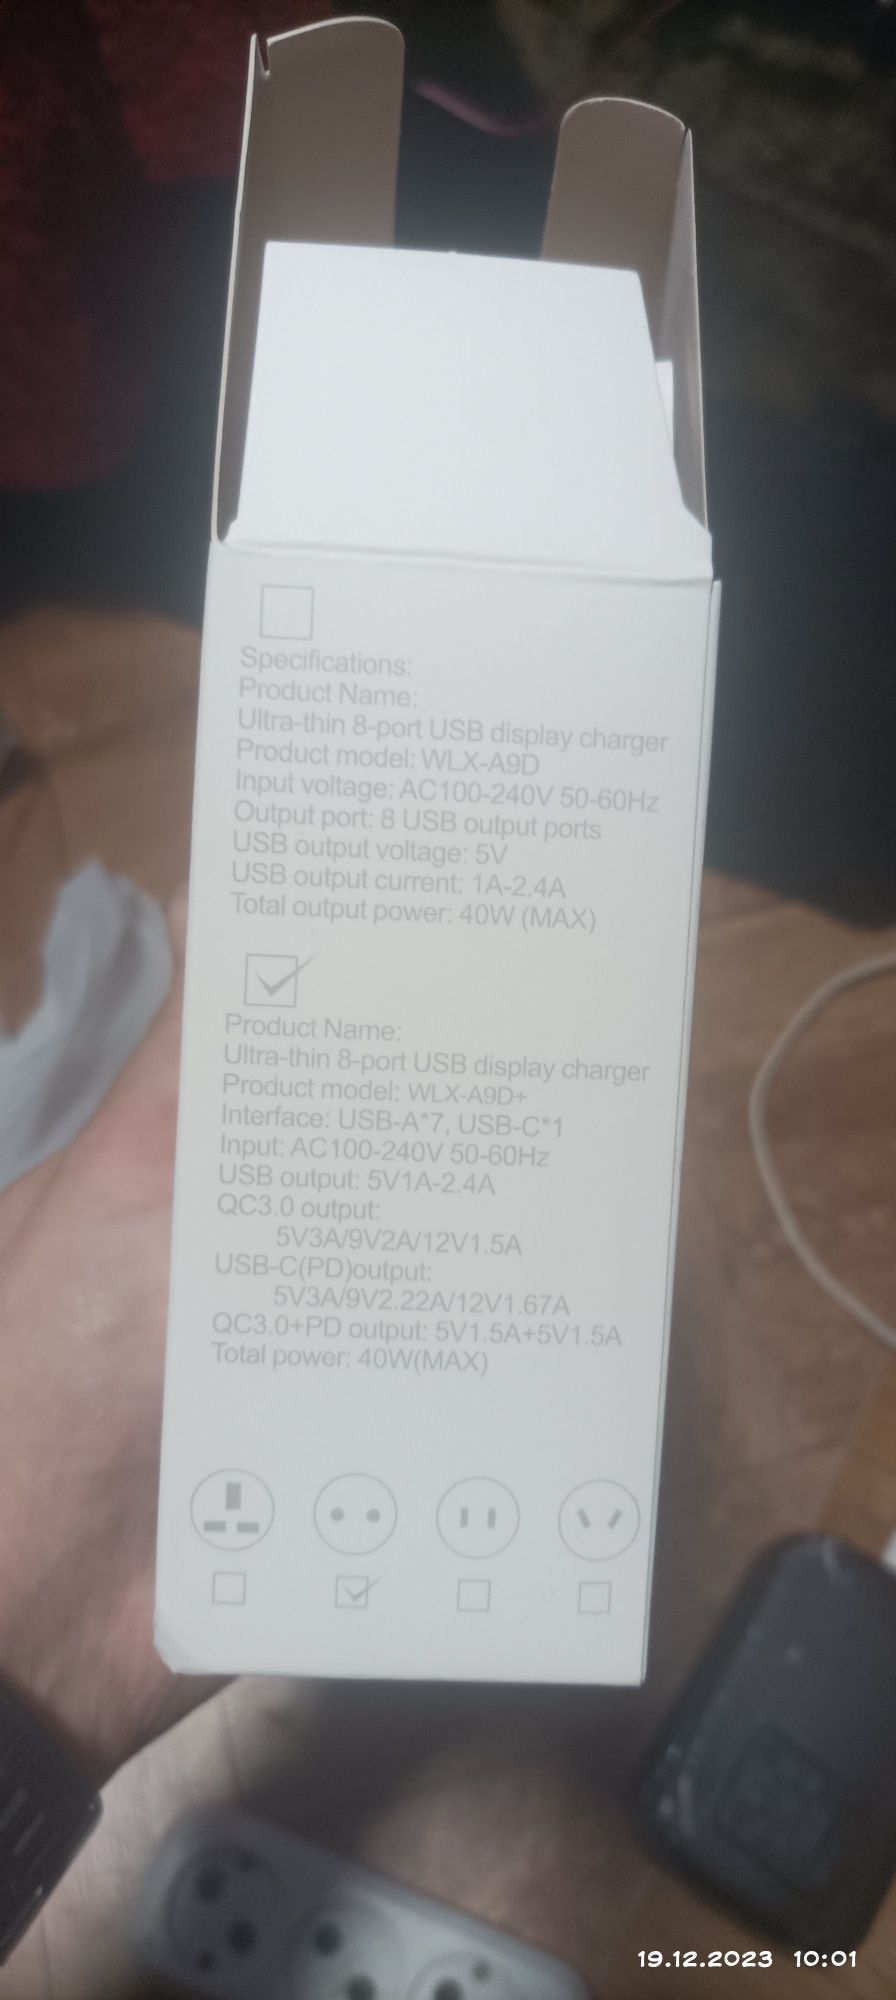 Specifications:
Product Name:
Ultra-thin 8-port USB display charger
Product model: WLX-A9D
Input voltage: AC100-240V 50-60Hz
Output port: 8 USB output ports
USB output voltage: 5V
USB output current: 1A-2.4A
Total output power: 40W (MAX)
Product Name:
Ultra-thin 8-port USB display charger
Product model: WLX-A9D+
Interface: USB-A*7, USB-C*1
Input: AC100-240V 50-60Hz
USB output: 5V1A-2.4A
QC3.0 output:
5V3A/9V2A/12V1.5A
USB-C(PD)output:
5V3A/9V2.22A/12V1.67A
QC3.0+PD output: 5V1.5A+5V1.5A
Total power: 40W(MAX)
19.12.2023 10:01